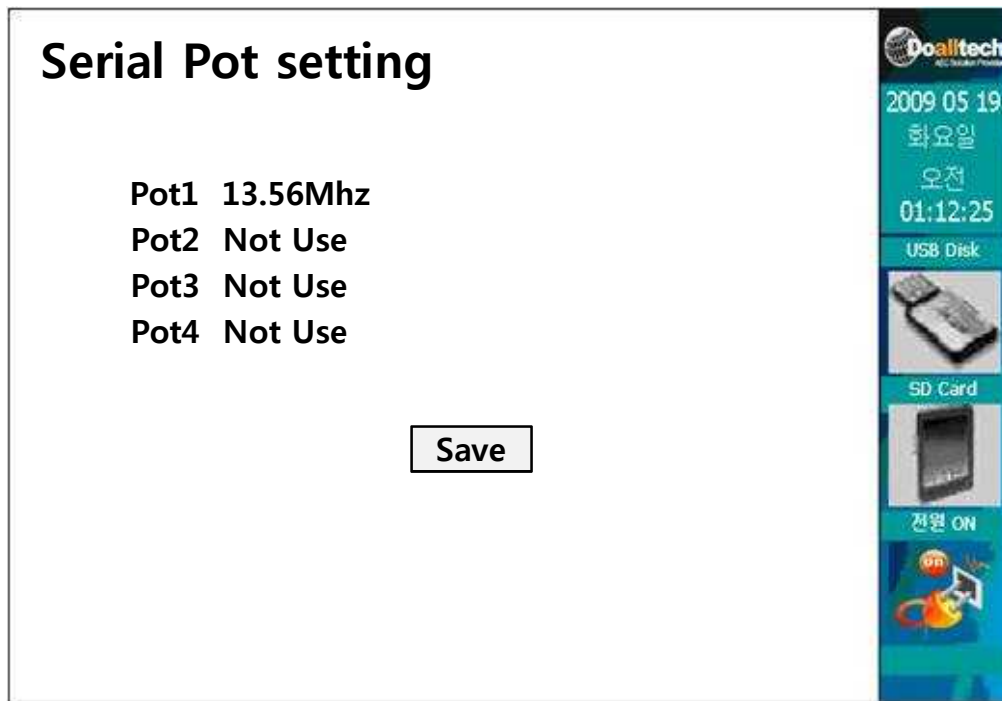 Serial Pot setting
Pot1 13.56Mhz
Pot2 Not Use
Pot3 Not Use
Pot4 Not Use
Save
Doalltech
2009 05 19
화요일
오전
01:12:25
USB Disk
SD Card
전원 ON
on